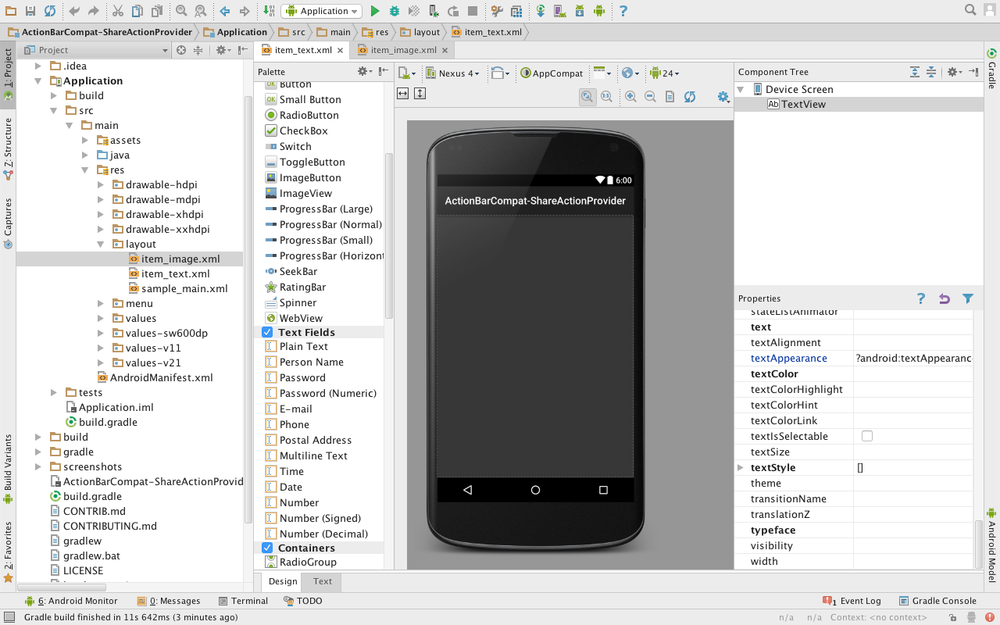 Application
ActionBarCompat-ShareActionProvider
Application
src
main
res
layout
item_text.xml
1: Project
Z: Structure
Captures
Build Variants
2: Favorites
Project
.idea
Application
build
src
main
assets
java
res
drawable-hdpi
drawable-mdpi
drawable-xhdpi
drawable-xxhdpi
layout
item_image.xml
item_text.xml
sample_main.xml
menu
values
values-sw600dp
values-v11
values-v21
AndroidManifest.xml
tests
Application.iml
build.gradle
build
gradle
screenshots
ActionBarCompat-ShareActionProvid
build.gradle
CONTRIB.md
CONTRIBUTING.md
gradlew
gradlew.bat
LICENSE
item_text.xml
item_image.xml
Palette
Button
Small Button
RadioButton
CheckBox
Switch
ToggleButton
ImageButton
ImageView
ProgressBar (Large)
ProgressBar (Normal)
ProgressBar (Small)
ProgressBar (Horizont
SeekBar
RatingBar
Spinner
WebView
Text Fields
Plain Text
Person Name
Password
Password (Numeric)
E-mail
Phone
Postal Address
Multiline Text
Time
Date
Number
Number (Signed)
Number (Decimal)
Containers
RadioGroup
Design
Text
Nexus 4
AppCompat
24
6:00
ActionBarCompat-ShareActionProvider
Component Tree
Device Screen
Ab TextView
Properties
stateListAnimator
text
textAlignment
textAppearance ?android:textAppearanc
textColor
textColorHighlight
textColorHint
textColorLink
textIsSelectable
textSize
textStyle []
theme
transitionName
translationZ
typeface
visibility
width
Gradle
Android Model
6: Android Monitor
0: Messages
Terminal
TODO
1 Event Log
Gradle Console
Gradle build finished in 11s 642ms (3 minutes ago)
n/a
n/a
Context: <no context>